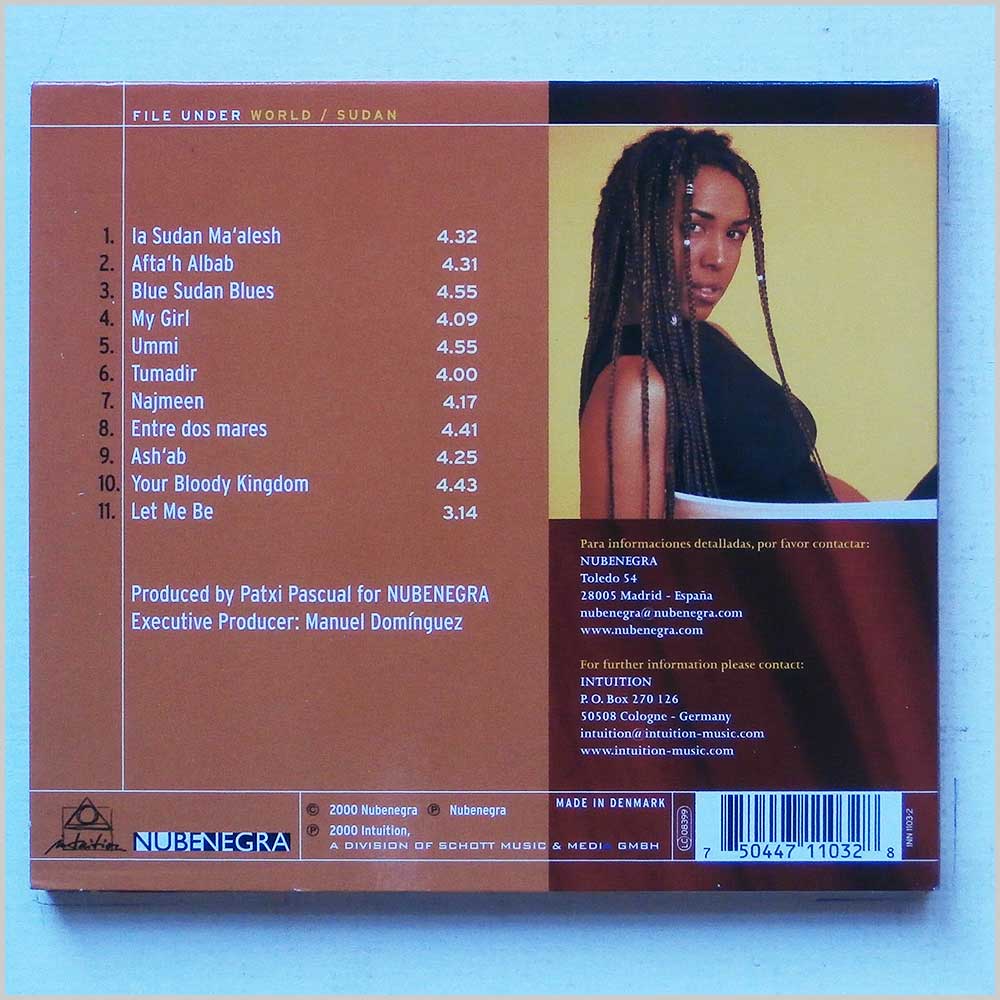 FILE UNDER WORLD / SUDAN
1. Ia Sudan Ma‘alesh 4.32
2. Afta‘h Albab 4.31
3. Blue Sudan Blues 4.55
4. My Girl 4.09
5. Ummi 4.55
6. Tumadir 4.00
7. Najmeen 4.17
8. Entre dos mares 4.41
9. Ash‘ab 4.25
10. Your Bloody Kingdom 4.43
11. Let Me Be 3.14
Produced by Patxi Pascual for NUBENEGRA
Executive Producer: Manuel Domínguez
Para informaciones detalladas, por favor contactar:
NUBENEGRA
Toledo 54
28005 Madrid - España
nubenegra@nubenegra.com
www.nubenegra.com
For further information please contact:
INTUITION
P. O. Box 270 126
50508 Cologne - Germany
intuition@intuition-music.com
www.intuition-music.com
intuition
NUBENEGRA
© 2000 Nubenegra ℗ Nubenegra
℗ 2000 Intuition,
A DIVISION OF SCHOTT MUSIC & MEDIA GMBH
MADE IN DENMARK
LC 08399
7 50447 11032 8
INN 1103-2